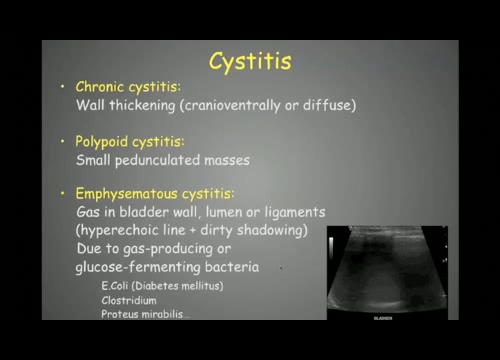 Cystitis
• Chronic cystitis:
Wall thickening (cranioventrally or diffuse)
• Polypoid cystitis:
Small pedunculated masses
• Emphysematous cystitis:
Gas in bladder wall, lumen or ligaments
(hyperechoic line + dirty shadowing)
Due to gas-producing or
glucose-fermenting bacteria
E.Coli (Diabetes mellitus)
Clostridium
Proteus mirabilis...
BLADDER